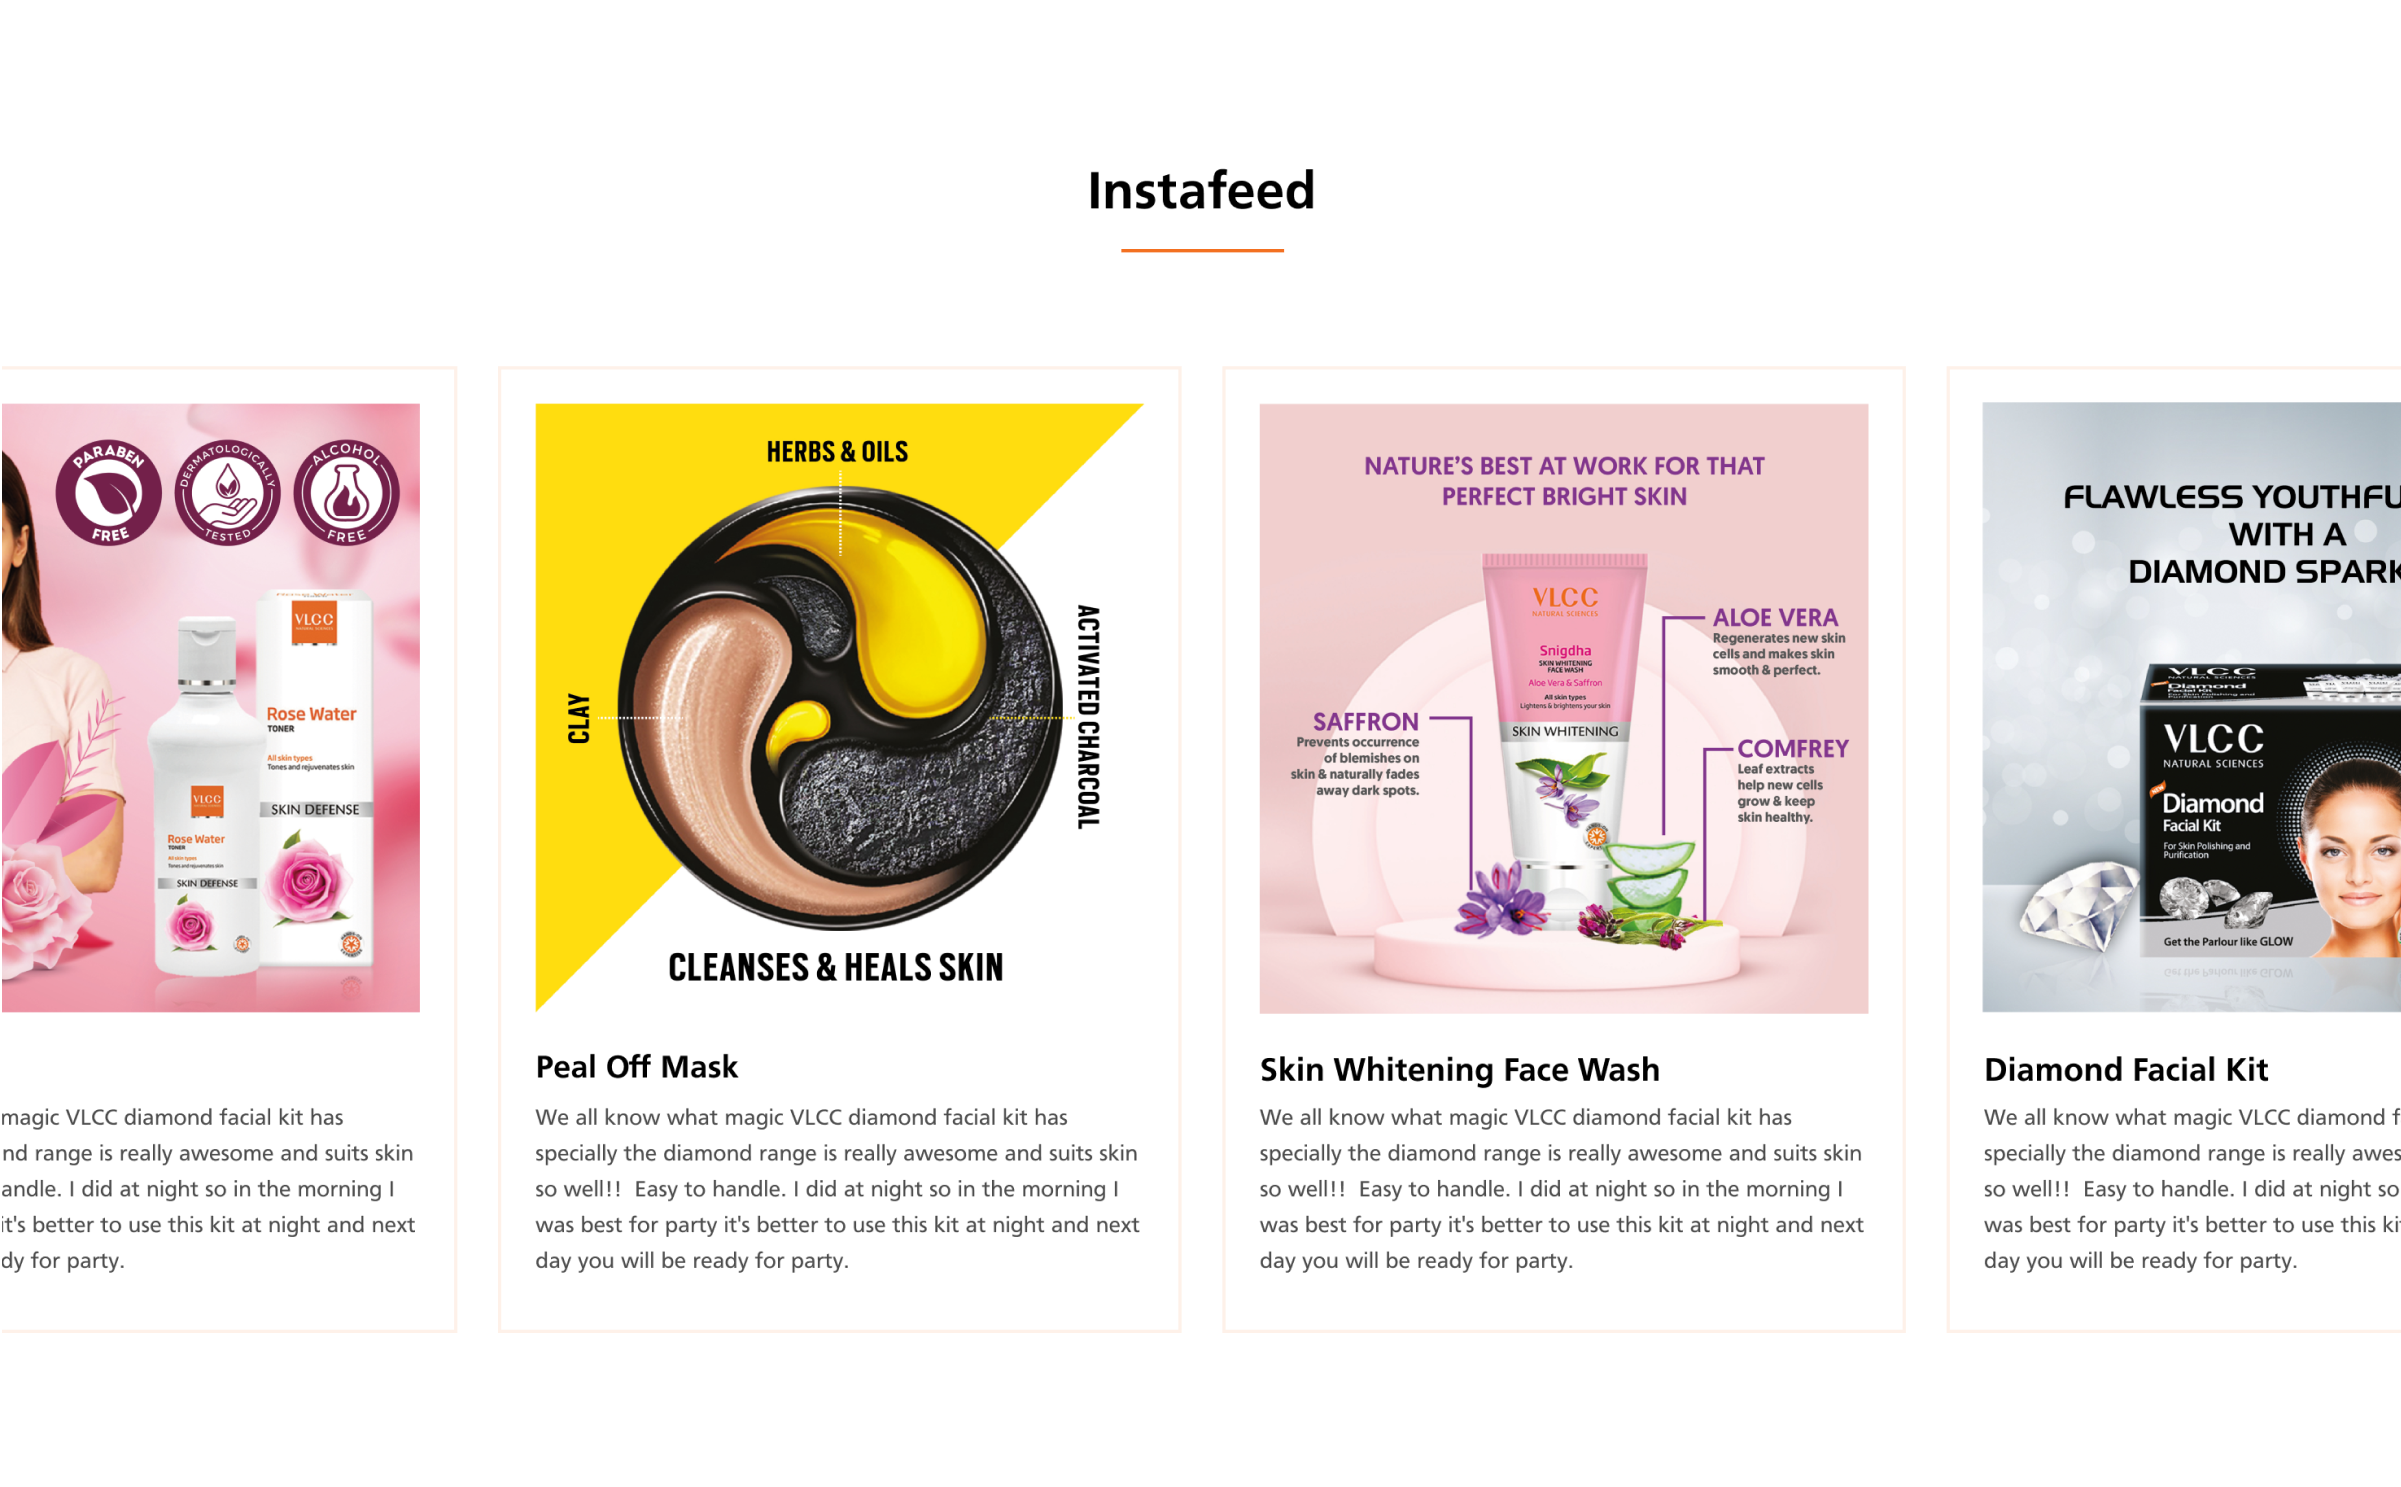 Instafeed
PARABEN
FREE
DERMATOLOGICALLY
TESTED
ALCOHOL
FREE
VLCC
NATURAL SCIENCES
Rose Water
TONER
All skin types
Tones and rejuvenates skin
SKIN DEFENSE
VLCC
Rose Water
TONER
All skin types
Tones and rejuvenates skin
SKIN DEFENSE
magic VLCC diamond facial kit has
nd range is really awesome and suits skin
andle. I did at night so in the morning I
it's better to use this kit at night and next
dy for party.
HERBS & OILS
CLAY
ACTIVATED CHARCOAL
CLEANSES & HEALS SKIN
Peal Off Mask
We all know what magic VLCC diamond facial kit has
specially the diamond range is really awesome and suits skin
so well!!  Easy to handle. I did at night so in the morning I
was best for party it's better to use this kit at night and next
day you will be ready for party.
NATURE'S BEST AT WORK FOR THAT
PERFECT BRIGHT SKIN
VLCC
NATURAL SCIENCES
Snigdha
SKIN WHITENING
FACE WASH
Aloe Vera & Saffron
All skin types
Lightens & brightens your skin
SKIN WHITENING
ALOE VERA
Regenerates new skin
cells and makes skin
smooth & perfect.
SAFFRON
Prevents occurrence
of blemishes on
skin & naturally fades
away dark spots.
COMFREY
Leaf extracts
help new cells
grow & keep
skin healthy.
Skin Whitening Face Wash
We all know what magic VLCC diamond facial kit has
specially the diamond range is really awesome and suits skin
so well!!  Easy to handle. I did at night so in the morning I
was best for party it's better to use this kit at night and next
day you will be ready for party.
FLAWLESS YOUTHFU
WITH A
DIAMOND SPARK
VLCC
NATURAL SCIENCES
Diamond
Facial Kit
VLCC
NATURAL SCIENCES
NEW
Diamond
Facial Kit
For Skin Polishing and
Purification
Get the Parlour like GLOW
Diamond Facial Kit
We all know what magic VLCC diamond f
specially the diamond range is really awes
so well!!  Easy to handle. I did at night so
was best for party it's better to use this ki
day you will be ready for party.